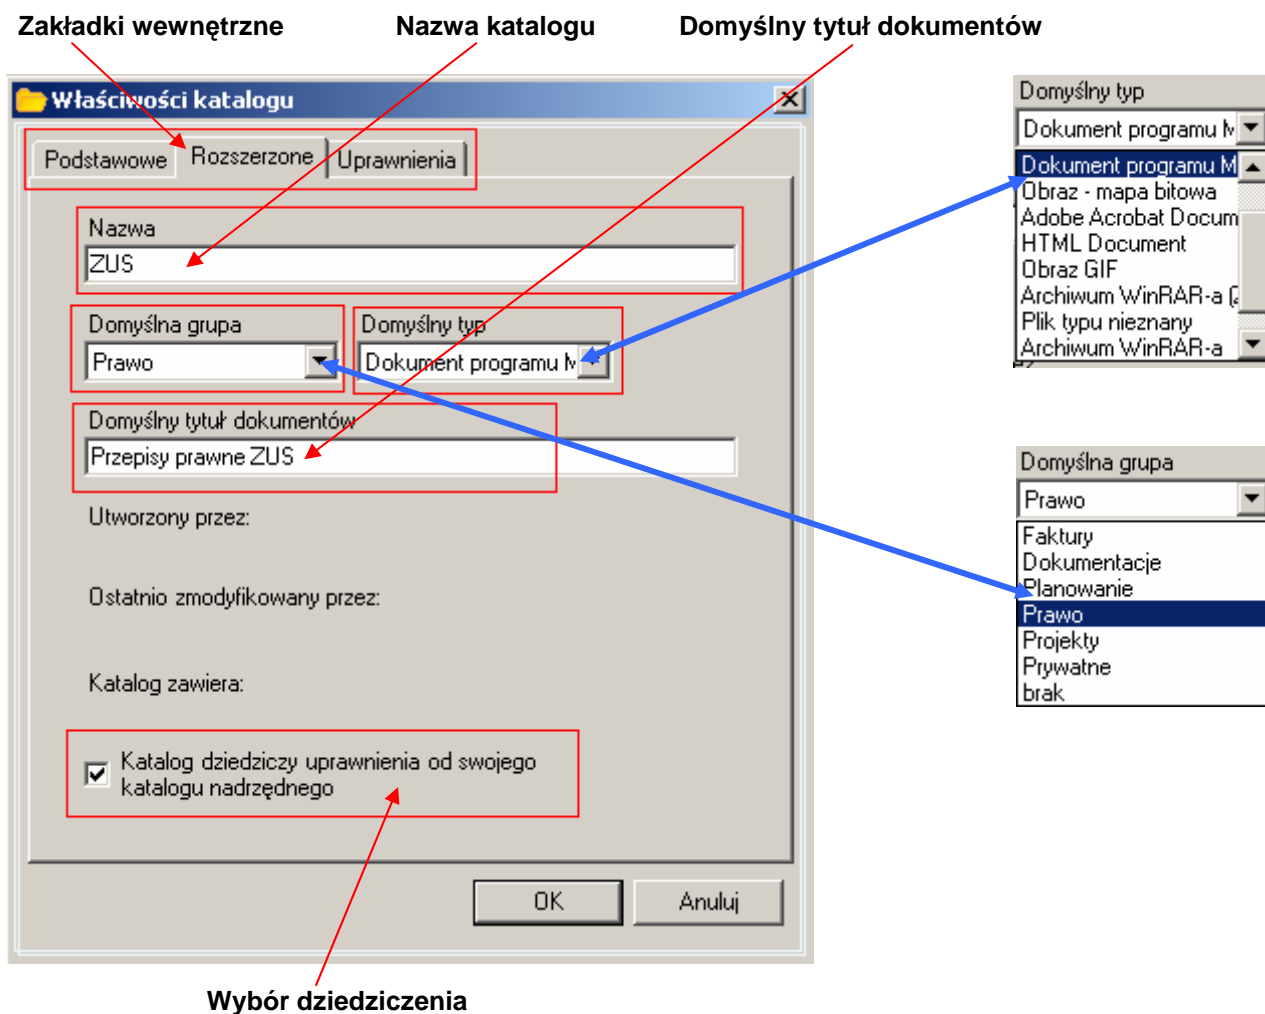 Zakładki wewnętrzne
Nazwa katalogu
Domyślny tytuł dokumentów
Właściwości katalogu
Podstawowe
Rozszerzone
Uprawnienia
Nazwa
ZUS
Domyślna grupa
Domyślny typ
Prawo
Dokument programu M
Domyślny tytuł dokumentów
Przepisy prawne ZUS
Utworzony przez:
Ostatnio zmodyfikowany przez:
Katalog zawiera:
Katalog dziedziczy uprawnienia od swojego
katalogu nadrzędnego
OK
Anuluj
Wybór dziedziczenia
Domyślny typ
Dokument programu M
Dokument programu M
Obraz - mapa bitowa
Adobe Acrobat Docum
HTML Document
Obraz GIF
Archiwum WinRAR-a
Plik typu nieznany
Archiwum WinRAR-a
Domyślna grupa
Prawo
Faktury
Dokumentacje
Planowanie
Prawo
Projekty
Prywatne
brak